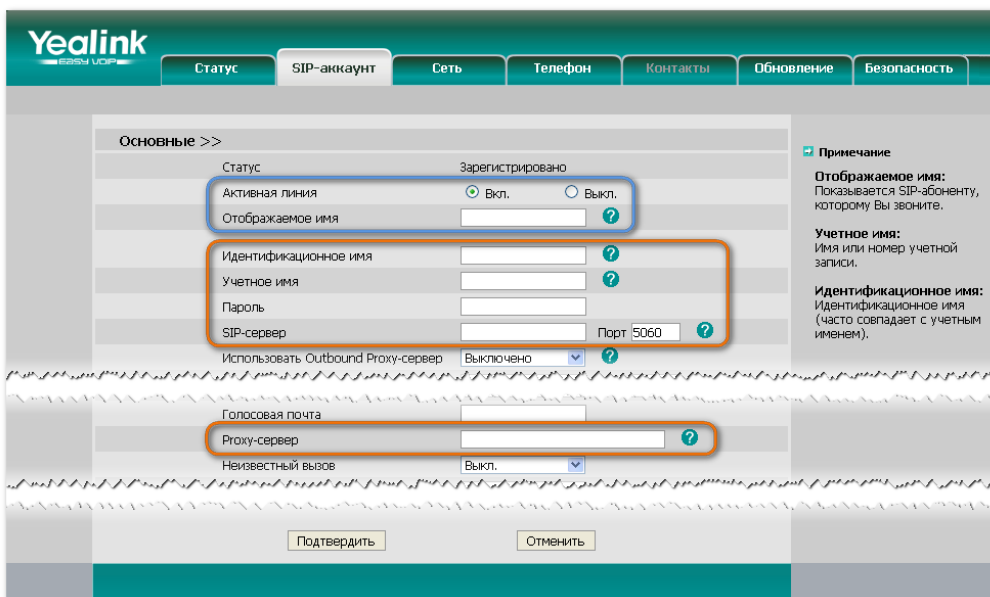 Yealink
EASY VOIP
Статус SIP-аккаунт Сеть Телефон Контакты Обновление Безопасность
Основные >>
Статус Зарегистрировано
Активная линия Вкл. Выкл.
Отображаемое имя ?
Идентификационное имя ?
Учетное имя ?
Пароль
SIP-сервер Порт 5060 ?
Использовать Outbound Proxy-сервер Выключено ?
Голосовая почта
Proxy-сервер ?
Неизвестный вызов Выкл.
Подтвердить Отменить
Примечание
Отображаемое имя:
Показывается SIP-абоненту,
которому Вы звоните.
Учетное имя:
Имя или номер учетной
записи.
Идентификационное имя:
Идентификационное имя
(часто совпадает с учетным
именем).